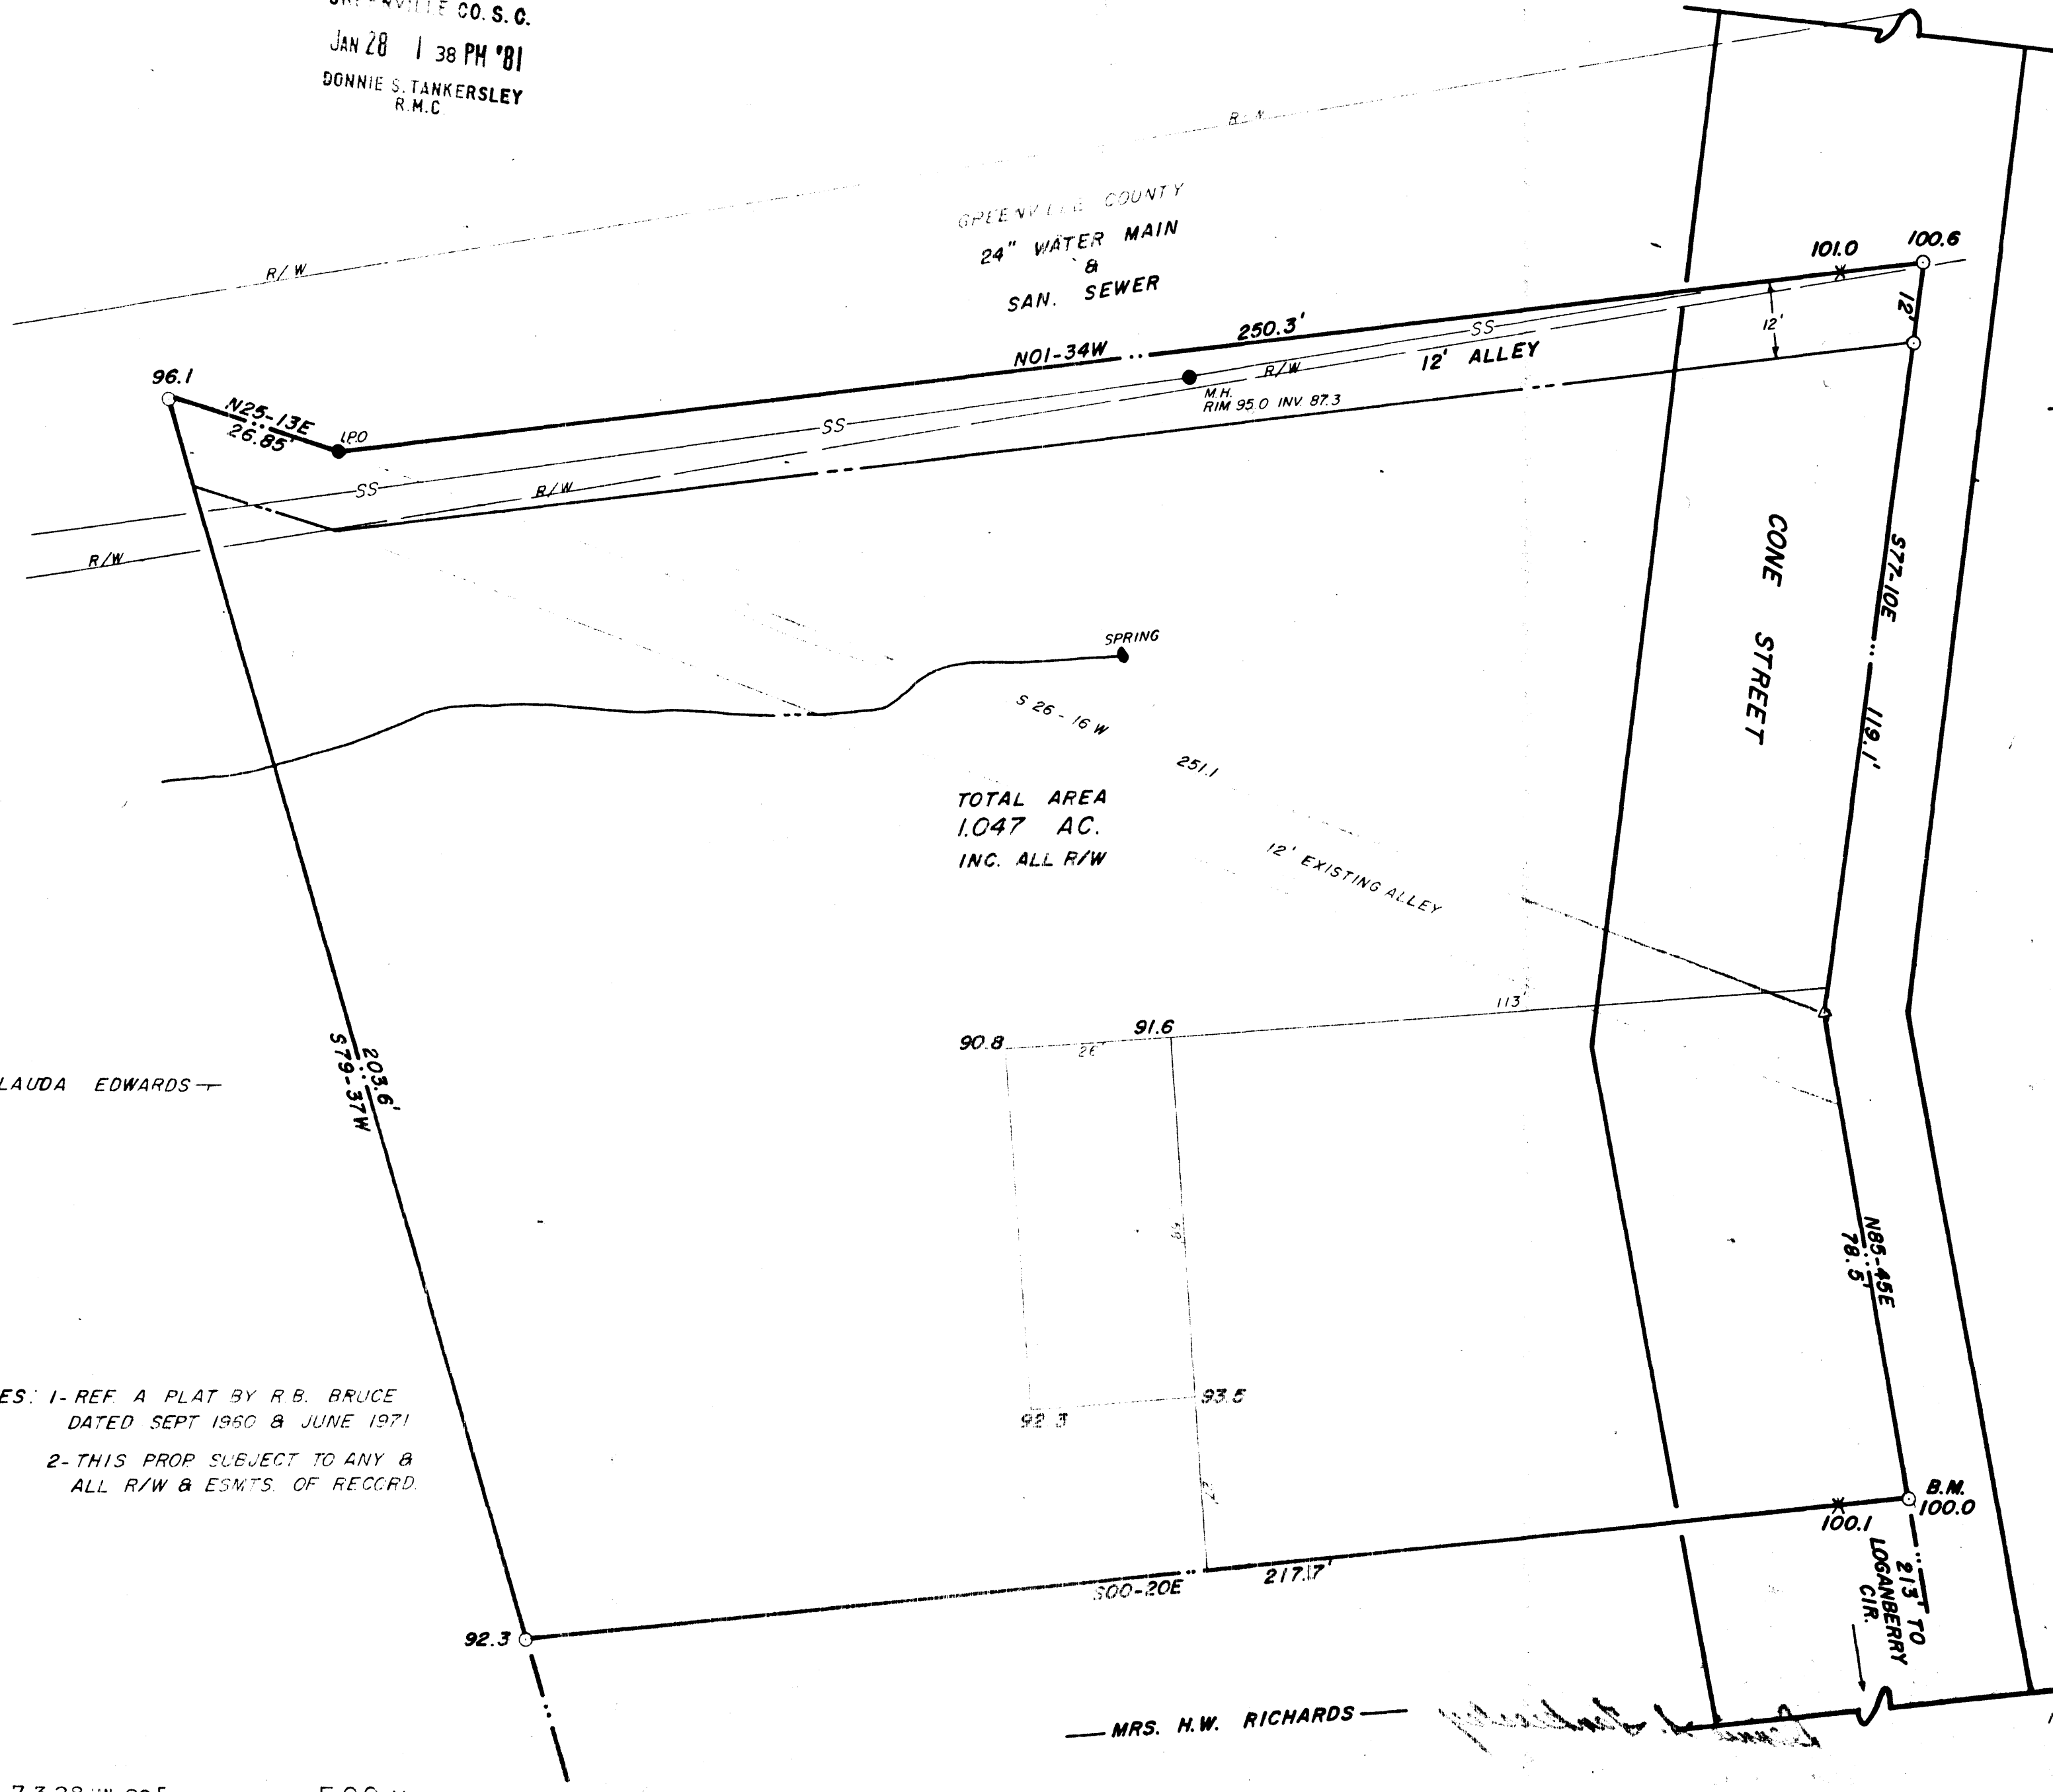 CO. S. C.
JAN 28 1 38 PM '81
DONNIE S. TANKERSLEY
R.M.C.
R/W
GREENVILLE COUNTY
24" WATER MAIN
&
SAN. SEWER
R/W
101.0
100.6
12'
12'
250.3'
SS
N01-34W
12' ALLEY
R/W
M.H.
RIM 95.0 INV. 87.3
96.1
N25-13E
26.85'
I.P.O
SS
SS
R/W
R/W
CONE STREET
S77-10E
119.1'
SPRING
S 26-16 W
251.1
TOTAL AREA
1.047 AC.
INC. ALL R/W
12' EXISTING ALLEY
113'
90.8
26'
91.6
203.6'
S79-37W
LAUDA EDWARDS
N85-45E
78.5'
ES: 1- REF. A PLAT BY R.B. BRUCE
DATED SEPT 1960 & JUNE 1971
2- THIS PROP. SUBJECT TO ANY &
ALL R/W & ESMTS. OF RECORD.
92.3
93.5
B.M.
100.0
100.1
213' TO
LOGANBERRY
CIR.
S00-20E
217.17'
92.3
MRS. H.W. RICHARDS